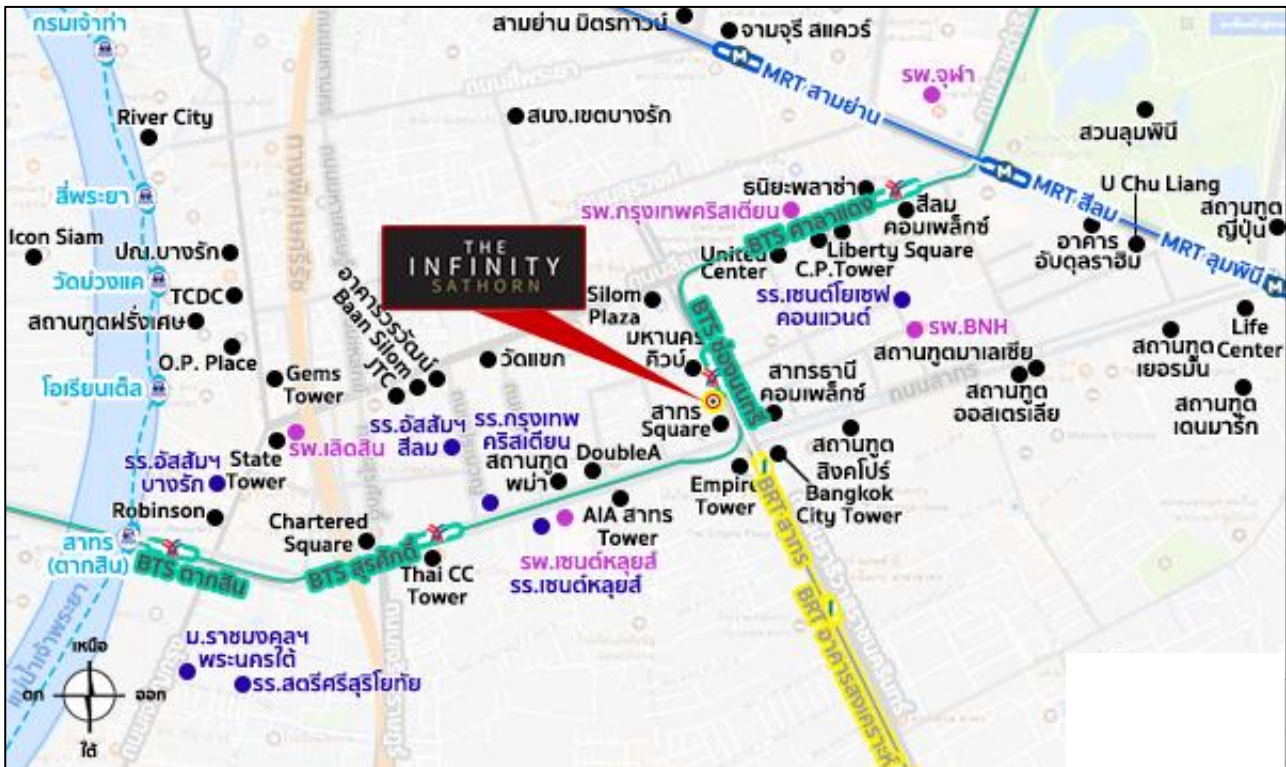 กรมเจ้าท่า
สามย่าน มิตรทาวน์
จามจุรี สแควร์
MRT สามย่าน
รพ.จุฬา
River City
สนง.เขตบางรัก
สวนลุมพินี
สี่พระยา
ธนิยะพลาซ่า
รพ.กรุงเทพคริสเตียน
BTS ศาลาแดง
สีลม
คอมเพล็กซ์
MRT สีลม
U Chu Liang
สถานทูต
ญี่ปุ่น
Icon Siam
ปณ.บางรัก
THE
INFINITY
SATHORN
United
Center
C.P.Tower
Liberty Square
อาคาร
อับดุลราฮิม
MRT ลุมพินี
วัดม่วงแค
TCDC
สถานทูตฝรั่งเศษ
อาคารวรวัฒน์
Baan Silom
JTC
Silom
Plaza
BTS ช่องนนทรี
รร.เซนต์โยเซฟ
คอนแวนต์
รพ.BNH
Life
Center
O.P. Place
วัดแขก
มหานคร
คิวบ์
สาทรธานี
คอมเพล็กซ์
สถานทูตมาเลเซีย
สถานทูต
เยอรมัน
โอเรียนเต็ล
Gems
Tower
ถนนสาทร
สถานทูต
ออสเตรเลีย
สถานทูต
เดนมาร์ก
รร.อัสสัมฯ
สีลม
รร.กรุงเทพ
คริสเตียน
สาทร
Square
รพ.เลิดสิน
State
Tower
รร.อัสสัมฯ
บางรัก
สถานทูต
พม่า
DoubleA
สถานทูต
สิงคโปร์
Empire
Tower
Bangkok
City Tower
Robinson
Chartered
Square
AIA สาทร
Tower
BRT สาทร
สาทร
(ตากสิน)
BTS ตากสิน
BTS สุรศักดิ์
Thai CC
Tower
รพ.เซนต์หลุยส์
รร.เซนต์หลุยส์
BRT อาคารสงเคราะห์
ม.ราชมงคลฯ
พระนครใต้
รร.สตรีศรีสุริโยทัย
แม่น้ำเจ้าพระยา
เหนือ
ตก
ออก
ใต้